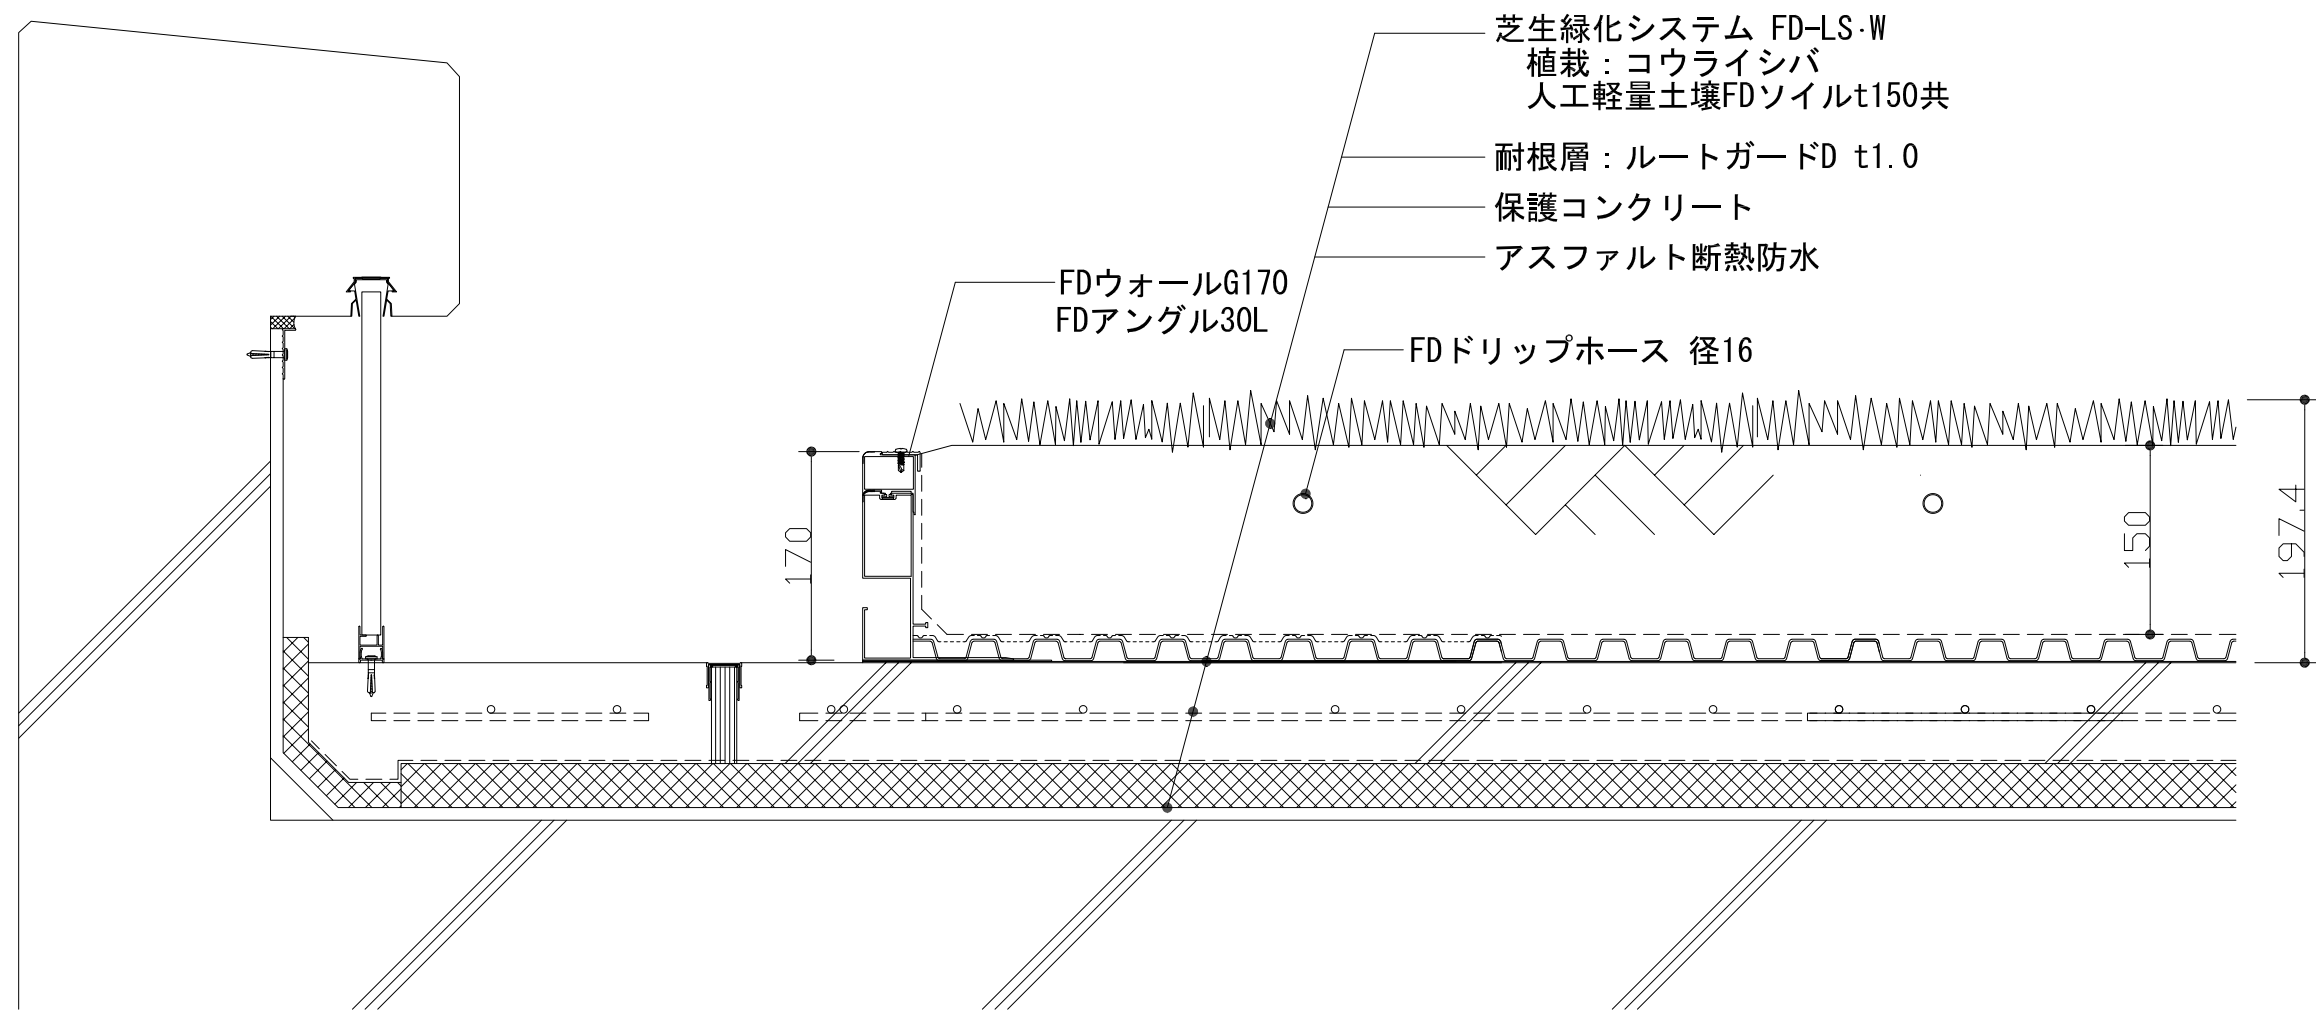 芝生緑化システム FD-LS·W
植栽：コウライシバ
人工軽量土壌FDソイルt150共
耐根層：ルートガードD t1.0
保護コンクリート
アスファルト断熱防水
FDウォールG170
FDアングル30L
FDドリップホース 径16
170
150
197.4